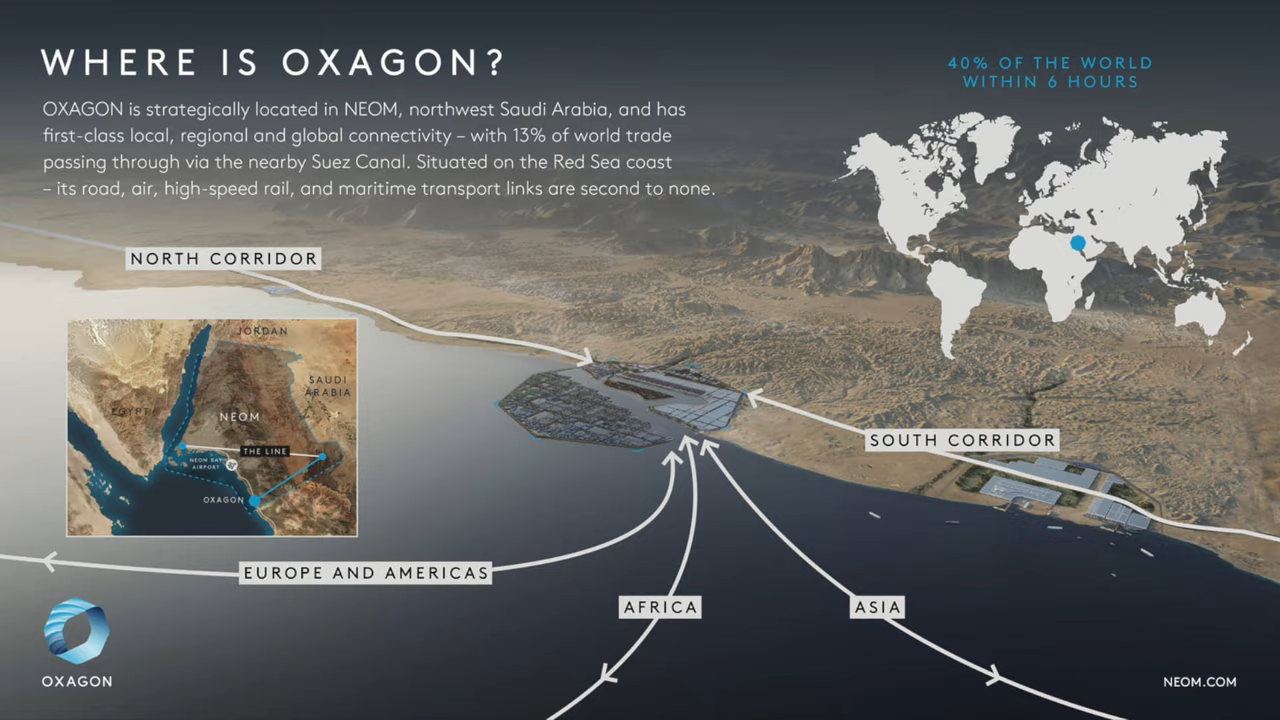 WHERE IS OXAGON?
OXAGON is strategically located in NEOM, northwest Saudi Arabia, and has
first-class local, regional and global connectivity – with 13% of world trade
passing through via the nearby Suez Canal. Situated on the Red Sea coast
– its road, air, high-speed rail, and maritime transport links are second to none.
40% OF THE WORLD
WITHIN 6 HOURS
NORTH CORRIDOR
JORDAN
SAUDI
ARABIA
EGYPT
NEOM
THE LINE
NEOM BAY
AIRPORT
OXAGON
SOUTH CORRIDOR
EUROPE AND AMERICAS
AFRICA
ASIA
OXAGON
NEOM.COM